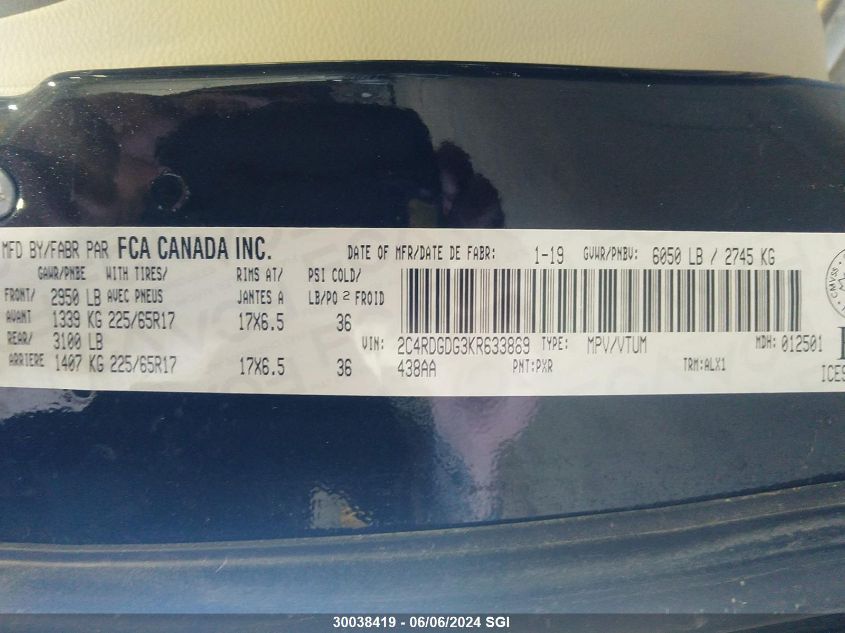 MFD BY/FABR PAR FCA CANADA INC. DATE OF MFR/DATE DE FABR: 1-19 GVWR/PNBV: 6050 LB / 2745 KG
GAWR/PNBE WITH TIRES/ RIMS AT/ PSI COLD/
FRONT/ 2950 LB AVEC PNEUS JANTES A LB/PO 2 FROID
AVANT 1339 KG 225/65R17 17X6.5 36
REAR/ 3100 LB VIN: 2C4RDGDG3KR633869 TYPE: MPV/VTUM MDH: 012501
ARRIERE 1407 KG 225/65R17 17X6.5 36 438AA PNT:PXR TRM:ALX1 ICES
CMVSS
30038419 - 06/06/2024 SGI